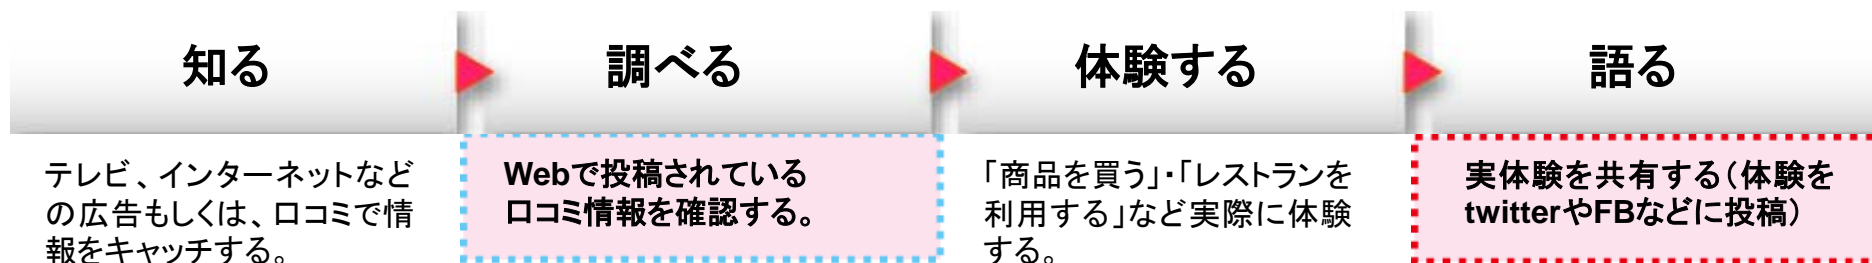 知る
調べる
体験する
語る
テレビ、インターネットなど
の広告もしくは、口コミで情
報をキャッチする。
Webで投稿されている
口コミ情報を確認する。
「商品を買う」・「レストランを
利用する」など実際に体験
する。
実体験を共有する（体験を
twitterやFBなどに投稿）